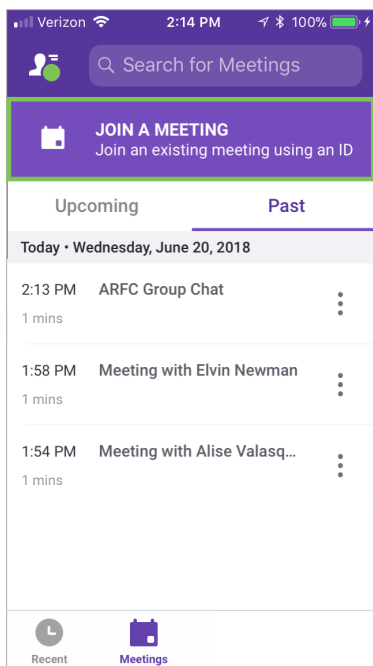 Verizon 2:14 PM 100%
Search for Meetings
JOIN A MEETING
Join an existing meeting using an ID
Upcoming Past
Today • Wednesday, June 20, 2018
2:13 PM ARFC Group Chat
1 mins
1:58 PM Meeting with Elvin Newman
1 mins
1:54 PM Meeting with Alise Valasq...
1 mins
Recent Meetings